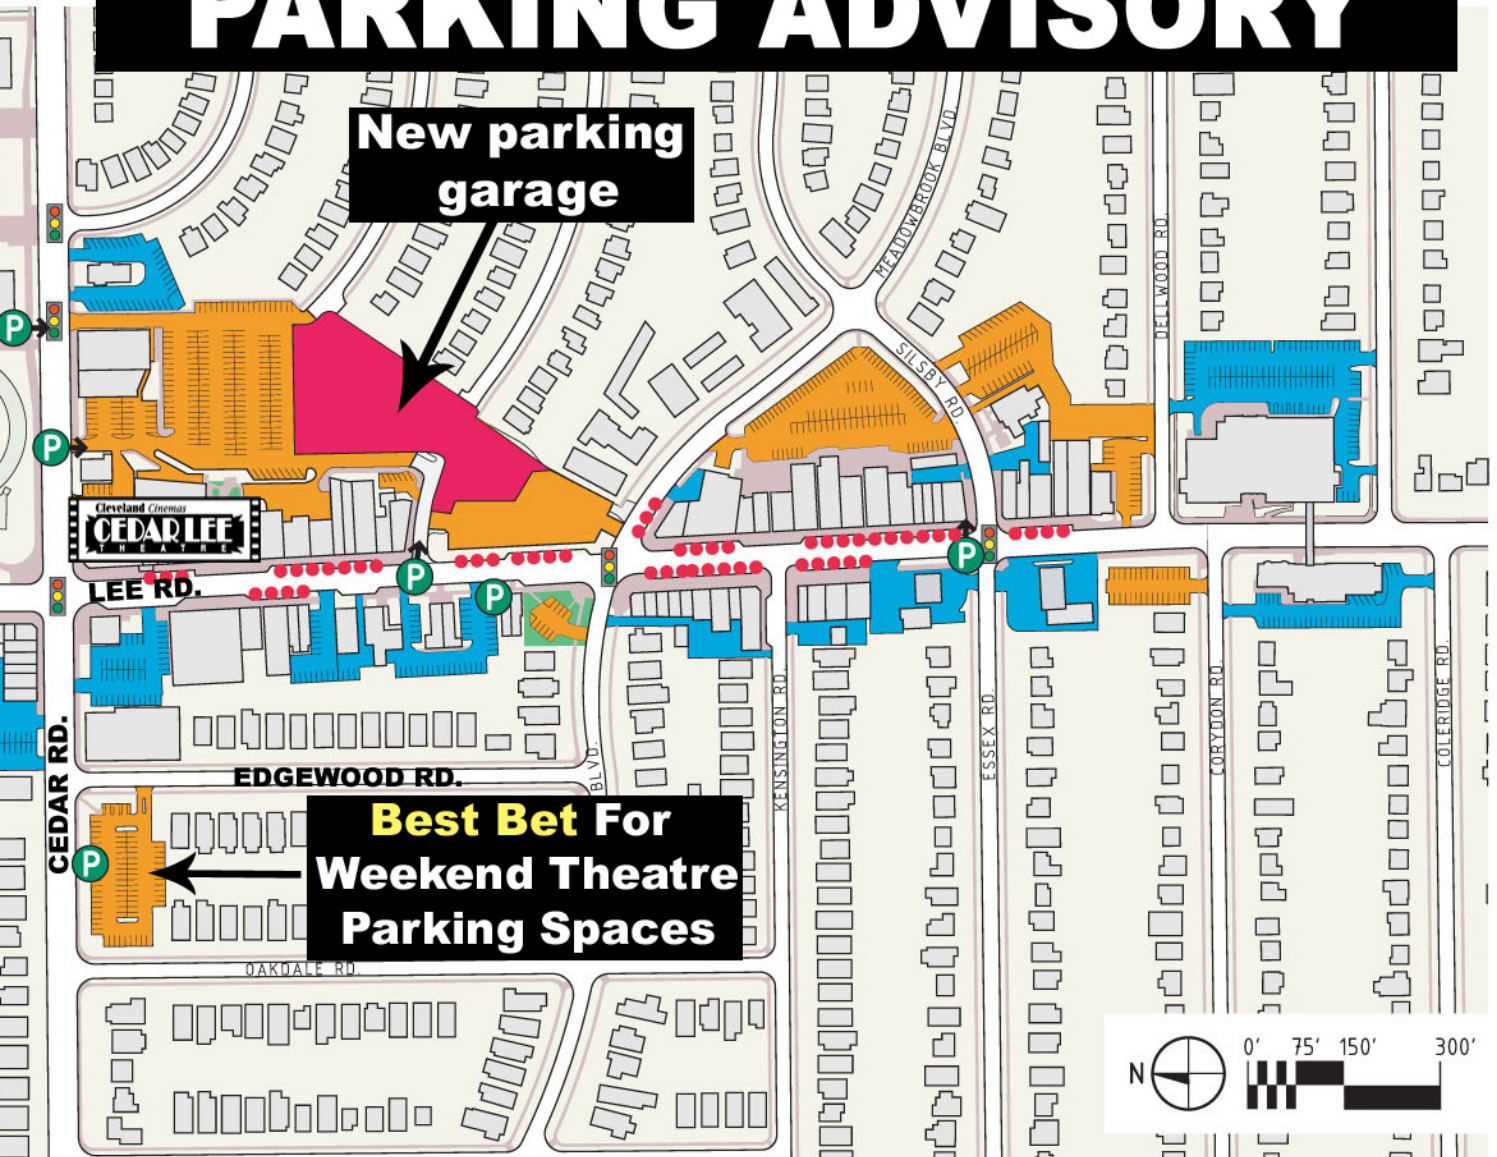 PARKING ADVISORY
New parking
garage
MEADOWBROOK BLVD.
DELLWOOD RD.
SILSBY RD.
P
P
Cleveland Cinemas
CEDAR LEE
THEATRE
LEE RD.
P
P
P
CEDAR RD.
EDGEWOOD RD.
BLVD.
KENSINGTON RD.
ESSEX RD.
CORYDON RD.
COLERIDGE RD.
Best Bet For
Weekend Theatre
Parking Spaces
P
OAKDALE RD.
N
0' 75' 150' 300'